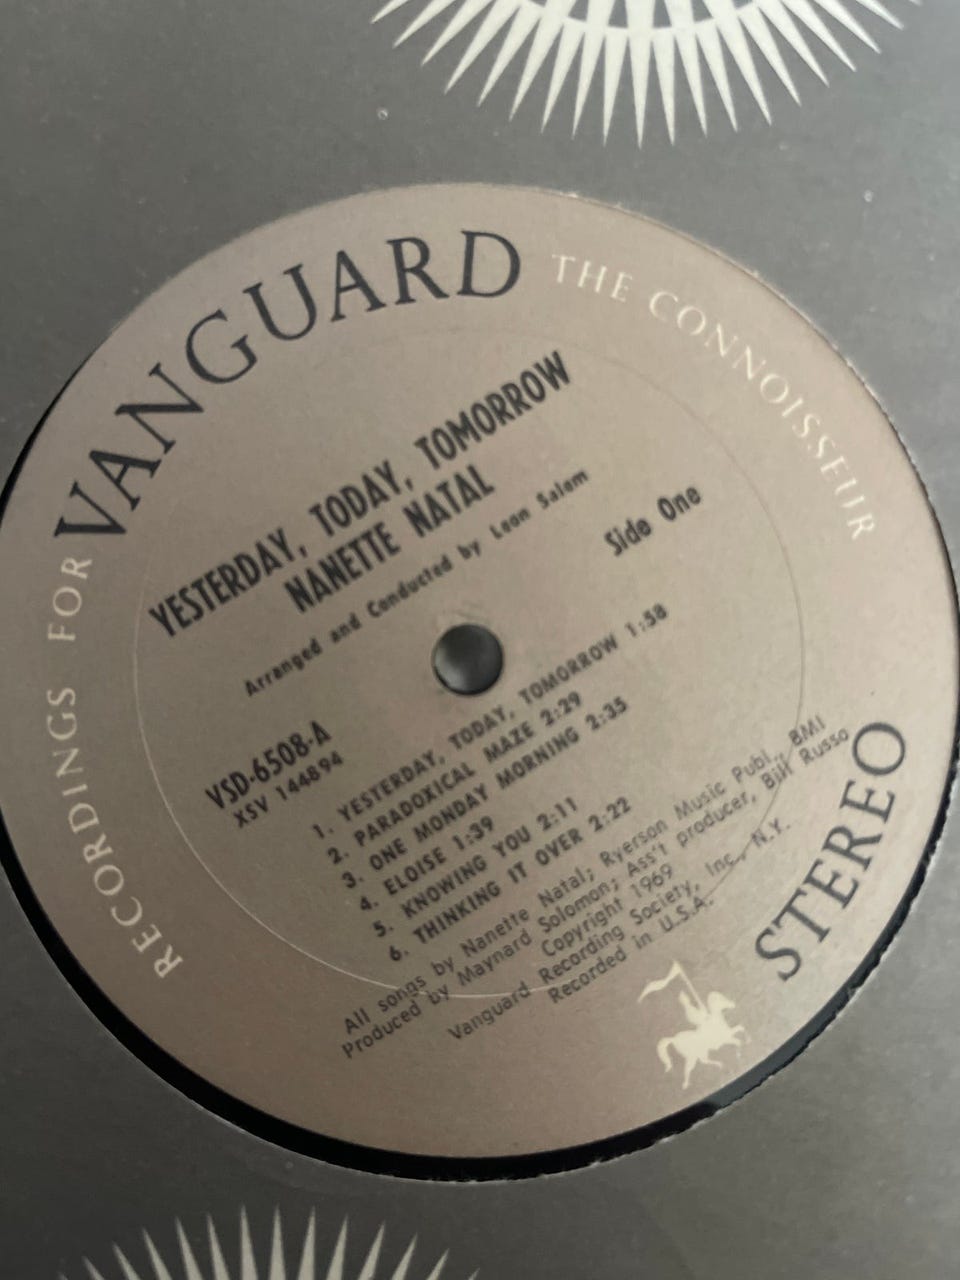 RECORDINGS FOR VANGUARD THE CONNOISSEUR
YESTERDAY, TODAY, TOMORROW
NANETTE NATAL
Arranged and Conducted by Leon Salem
Side One
VSD-6508-A
XSV 144894
1. YESTERDAY, TODAY, TOMORROW 1:58
2. PARADOXICAL MAZE 2:29
3. ONE MONDAY MORNING 2:35
4. ELOISE 1:39
5. KNOWING YOU 2:11
6. THINKING IT OVER 2:22
All songs by Nanette Natal; Ryerson Music Publ., BMI
Produced by Maynard Solomon; Ass't producer, Bill Russo
Copyright 1969
Vanguard Recording Society, Inc., N.Y.
Recorded in U.S.A.
STEREO